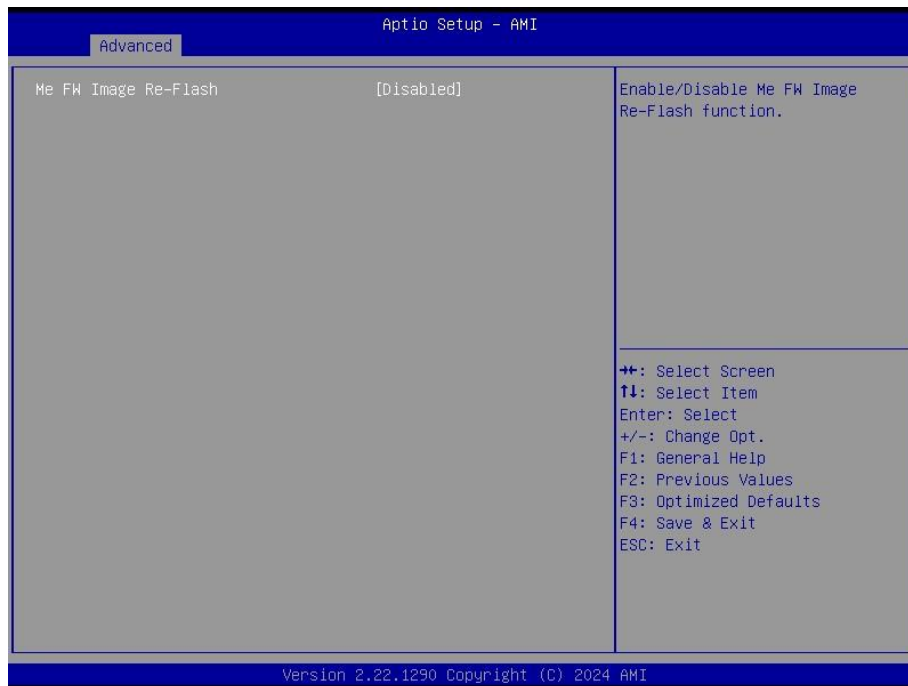 Aptio Setup – AMI
Advanced
Me FW Image Re-Flash [Disabled]
Enable/Disable Me FW Image
Re-Flash function.
→←: Select Screen
↑↓: Select Item
Enter: Select
+/-: Change Opt.
F1: General Help
F2: Previous Values
F3: Optimized Defaults
F4: Save & Exit
ESC: Exit
Version 2.22.1290 Copyright (C) 2024 AMI